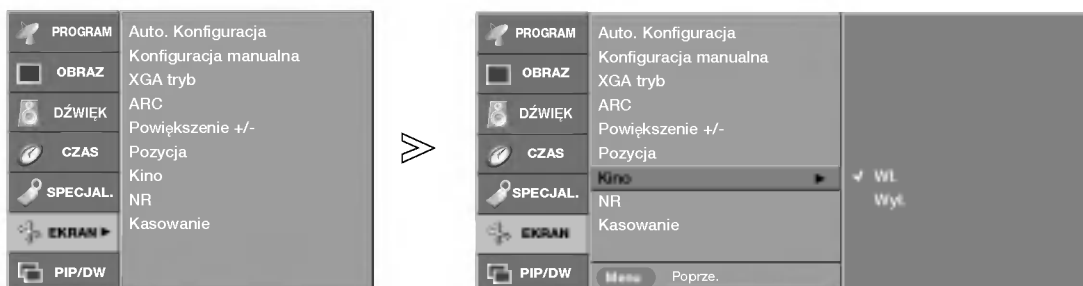 PROGRAM
OBRAZ
DŹWIĘK
CZAS
SPECJAL.
EKRAN
PIP/DW
Auto. Konfiguracja
Konfiguracja manualna
XGA tryb
ARC
Powiększenie +/-
Pozycja
Kino
NR
Kasowanie
PROGRAM
OBRAZ
DŹWIĘK
CZAS
SPECJAL.
EKRAN
PIP/DW
Auto. Konfiguracja
Konfiguracja manualna
XGA tryb
ARC
Powiększenie +/-
Pozycja
Kino
NR
Kasowanie
Menu Poprze.
Wł.
Wył.